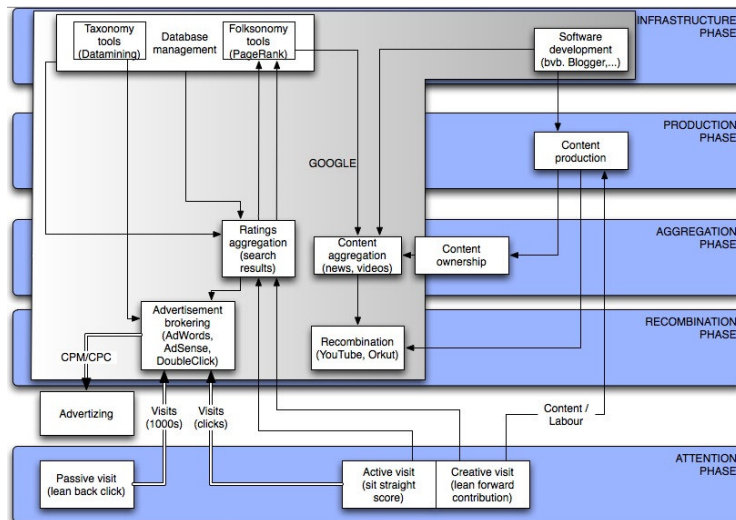 Taxonomy tools
(Datamining)
Database
management
Folksonomy tools
(PageRank)
Software
development
(bvb. Blogger,...)
INFRASTRUCTURE
PHASE
PRODUCTION
PHASE
Content
production
GOOGLE
AGGREGATION
PHASE
Ratings
aggregation
(search
results)
Content
aggregation
(news, videos)
Content
ownership
RECOMBINATION
PHASE
Advertisement
brokering
(AdWords,
AdSense,
DoubleClick)
Recombination
(YouTube, Orkut)
CPM/CPC
Advertizing
Visits
(1000s)
Visits
(clicks)
Content /
Labour
ATTENTION
PHASE
Passive visit
(lean back click)
Active visit
(sit straight
score)
Creative visit
(lean forward
contribution)